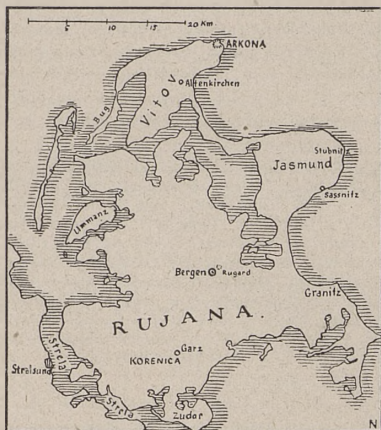 5 10 15 20 Km.
ARKONA
Altenkirchen
Vitov
Bug
Stubnitz
Jasmund
Sassnitz
Ummanz
Bergen
Rugard
Granitz
RUJANA.
Garz
KORENICA
Stralsund
Strela
Strela
Zudar
N